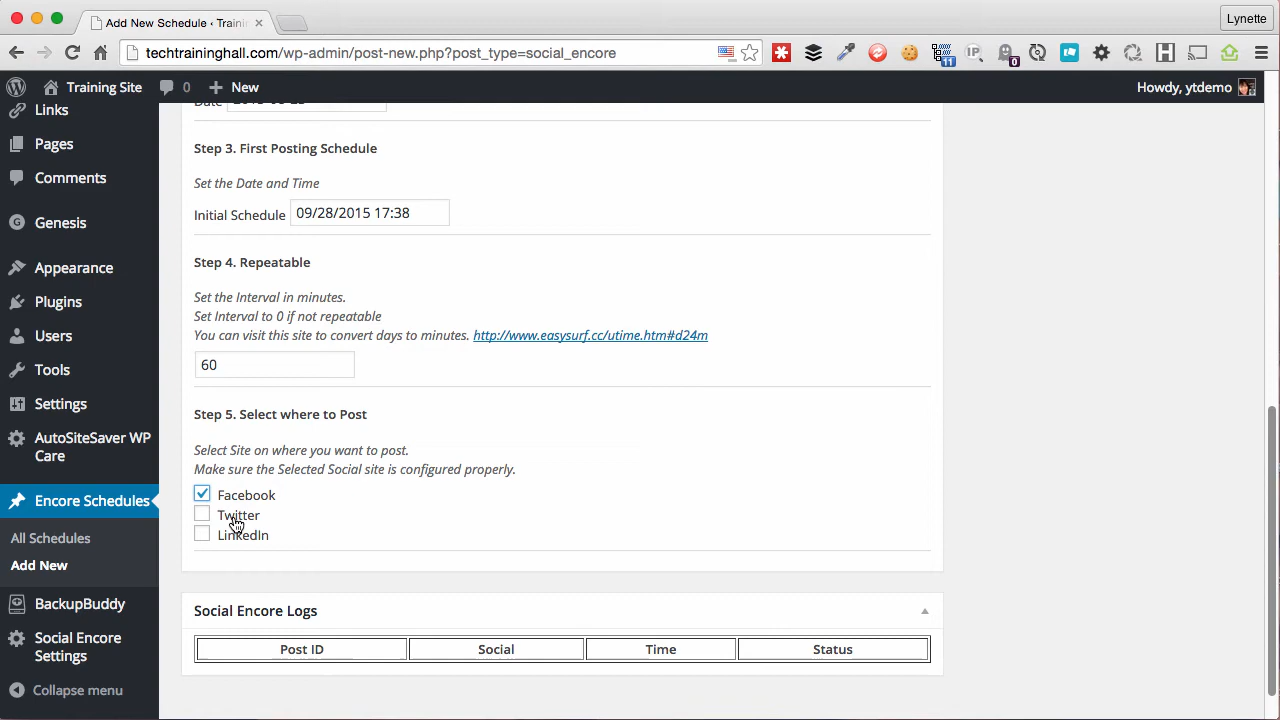 Add New Schedule ‹ Trainin
Lynette
techtraininghall.com/wp-admin/post-new.php?post_type=social_encore
11
IP
0
Training Site
0
New
Howdy, ytdemo
Links
Pages
Comments
Genesis
Appearance
Plugins
Users
Tools
Settings
AutoSiteSaver WP
Care
Encore Schedules
All Schedules
Add New
BackupBuddy
Social Encore
Settings
Collapse menu
Date
Step 3. First Posting Schedule
Set the Date and Time
Initial Schedule 09/28/2015 17:38
Step 4. Repeatable
Set the Interval in minutes.
Set Interval to 0 if not repeatable
You can visit this site to convert days to minutes. http://www.easysurf.cc/utime.htm#d24m
60
Step 5. Select where to Post
Select Site on where you want to post.
Make sure the Selected Social site is configured properly.
Facebook
Twitter
LinkedIn
Social Encore Logs
Post ID Social Time Status